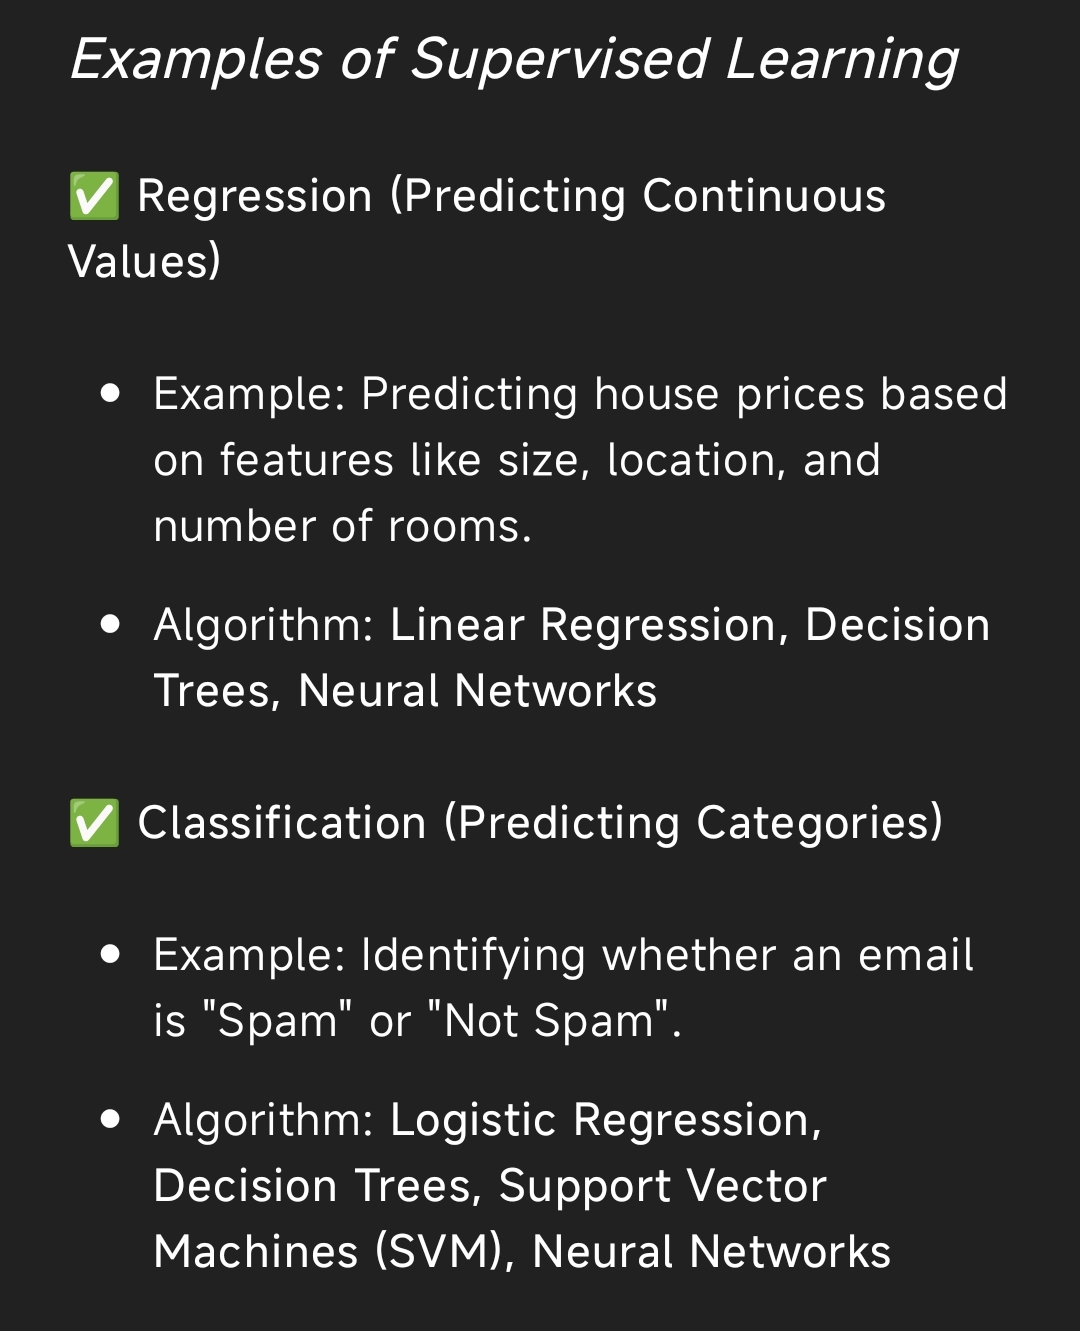 Examples of Supervised Learning
✅ Regression (Predicting Continuous
Values)
• Example: Predicting house prices based
on features like size, location, and
number of rooms.
• Algorithm: Linear Regression, Decision
Trees, Neural Networks
✅ Classification (Predicting Categories)
• Example: Identifying whether an email
is "Spam" or "Not Spam".
• Algorithm: Logistic Regression,
Decision Trees, Support Vector
Machines (SVM), Neural Networks